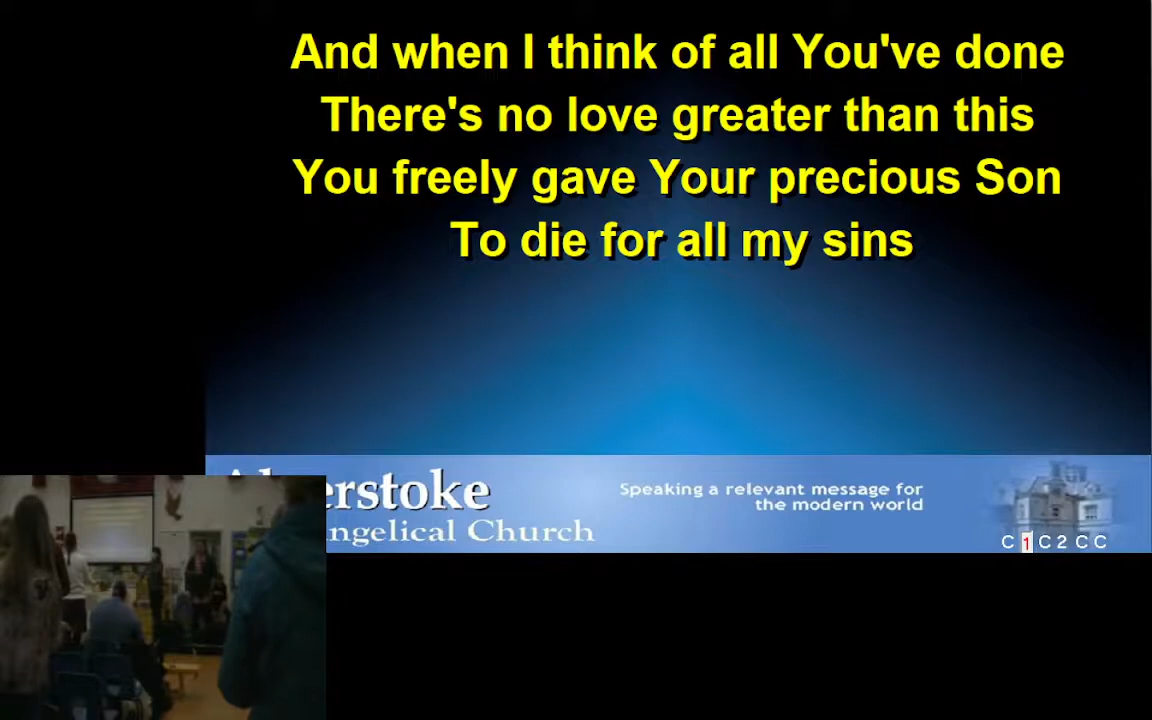 And when I think of all You've done
There's no love greater than this
You freely gave Your precious Son
To die for all my sins
erstoke
Speaking a relevant message for
the modern world
ngelical Church
C 1 C 2 C C